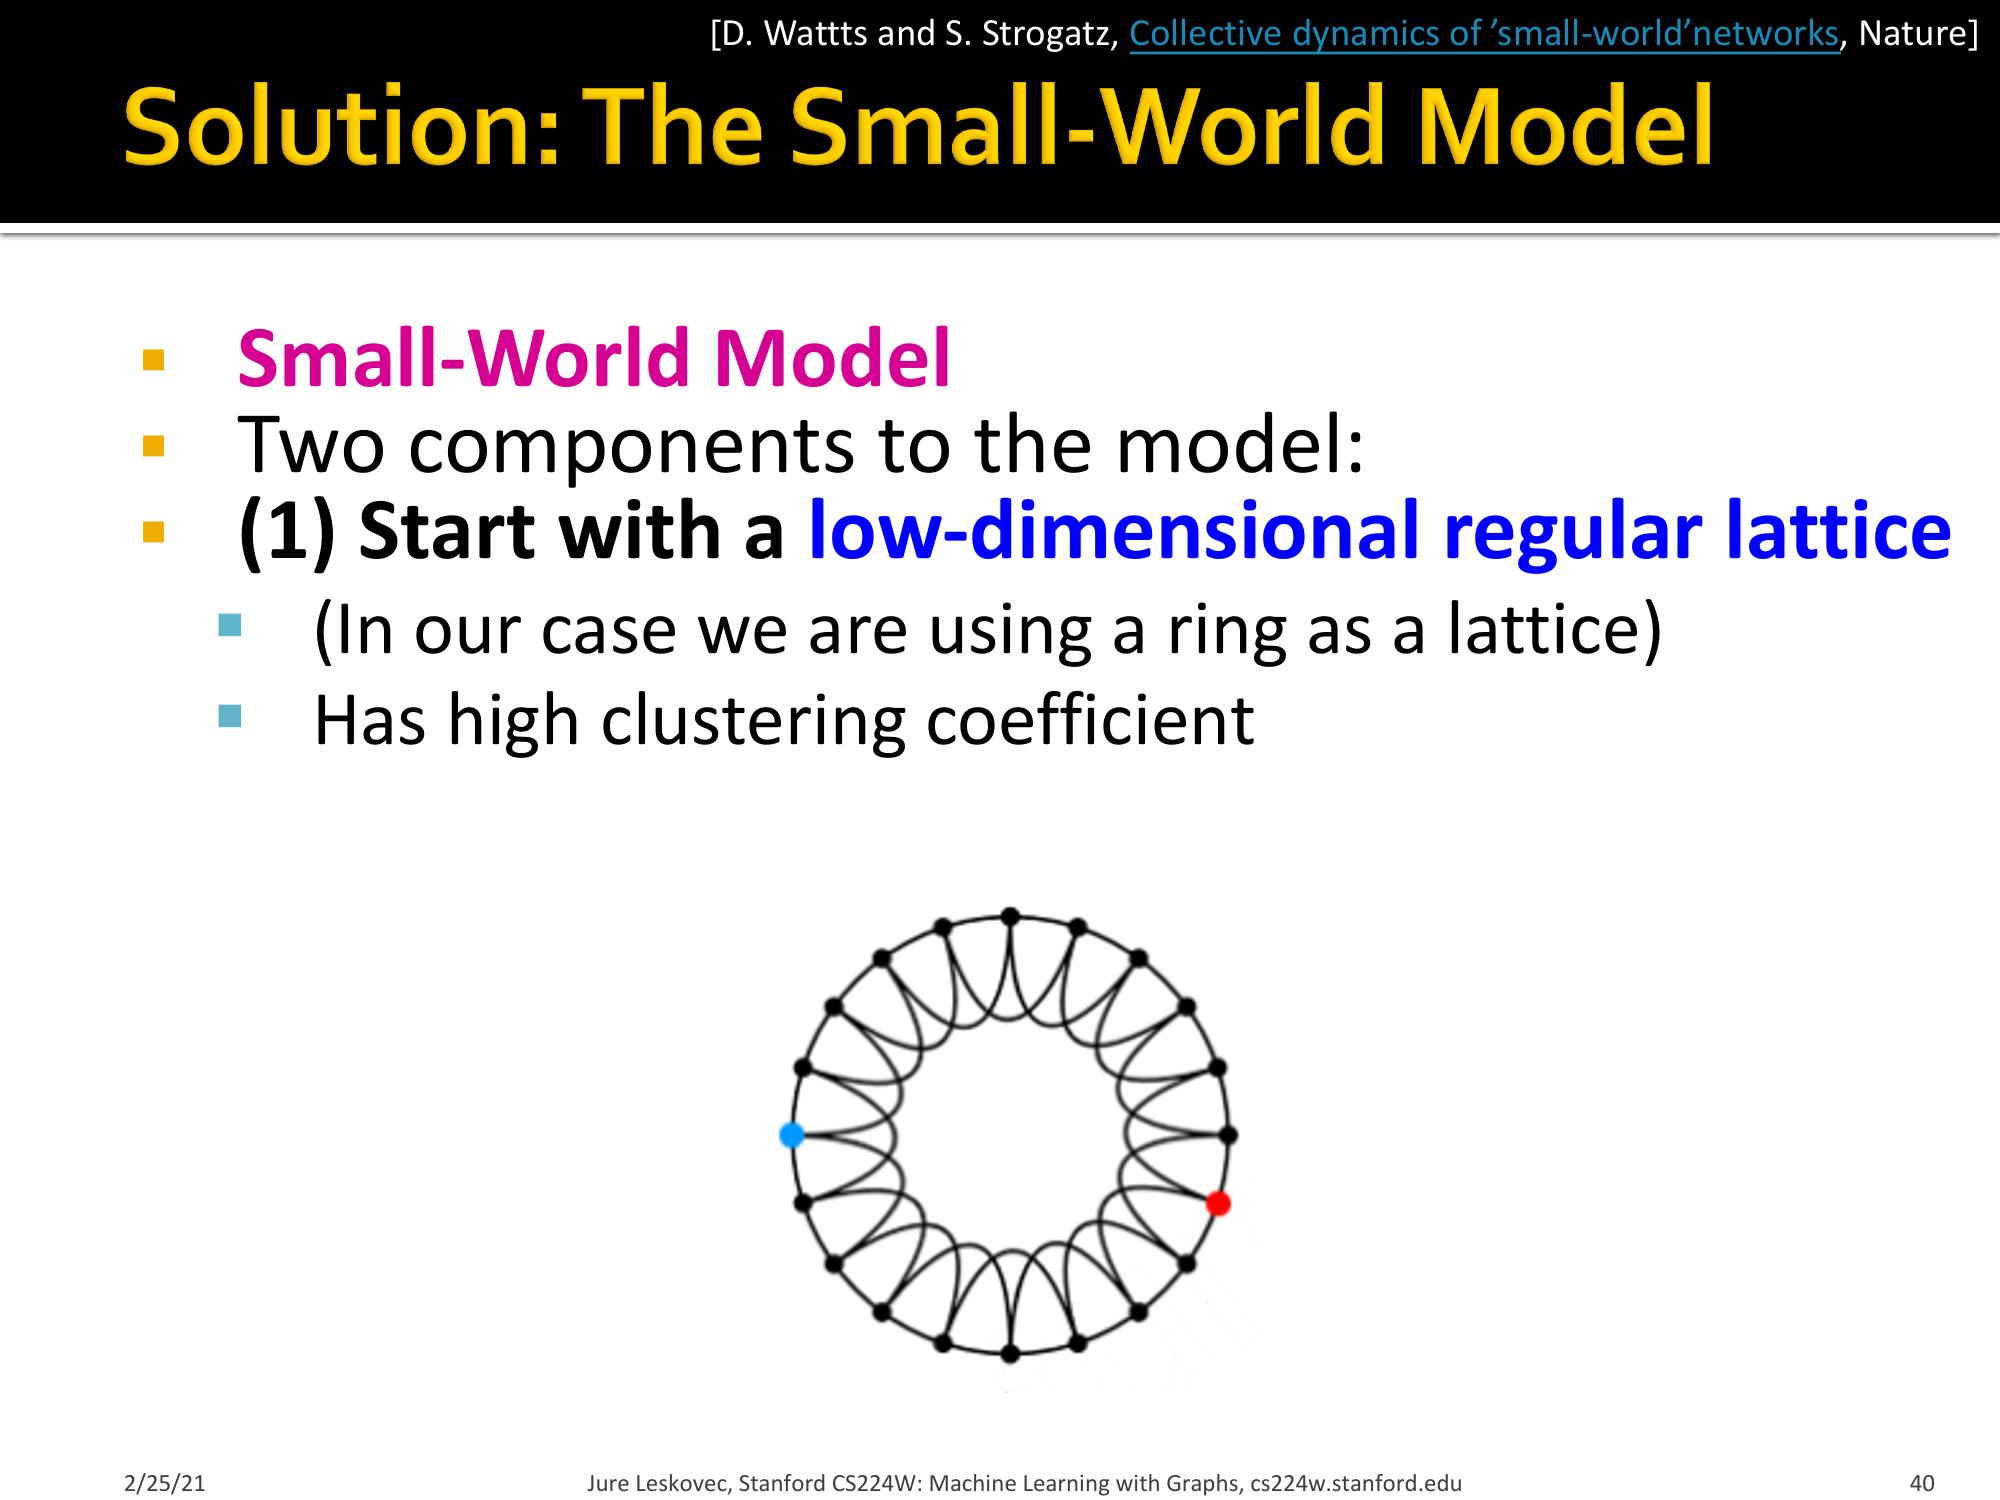 [D. Wattts and S. Strogatz, Collective dynamics of ’small-world’networks, Nature]
Solution: The Small-World Model
Small-World Model
Two components to the model:
(1) Start with a low-dimensional regular lattice
(In our case we are using a ring as a lattice)
Has high clustering coefficient
2/25/21
Jure Leskovec, Stanford CS224W: Machine Learning with Graphs, cs224w.stanford.edu
40